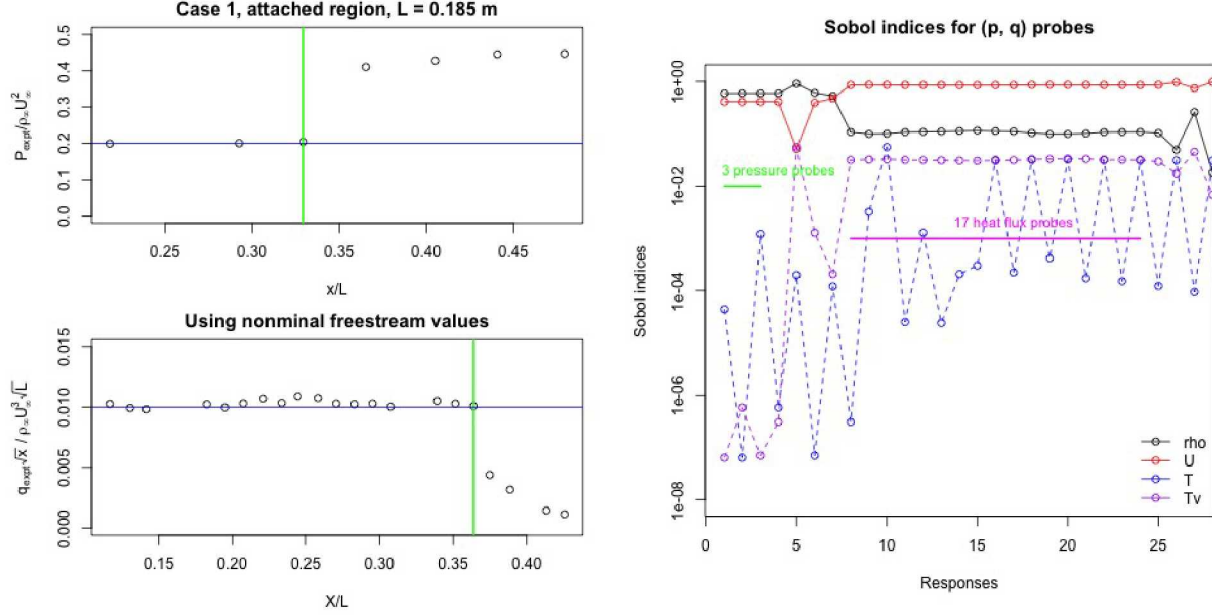 Case 1, attached region, L = 0.185 m
P_expt/ρ_∞U_∞^2
0.0 0.1 0.2 0.3 0.4 0.5
0.25 0.30 0.35 0.40 0.45
x/L
Using nonminal freestream values
q_expt√x / ρ_∞U_∞^3√L
0.000 0.005 0.010 0.015
0.15 0.20 0.25 0.30 0.35 0.40
X/L
Sobol indices for (p, q) probes
Sobol indices
1e-08 1e-06 1e-04 1e-02 1e+00
3 pressure probes
17 heat flux probes
rho
U
T
Tv
0 5 10 15 20 25
Responses